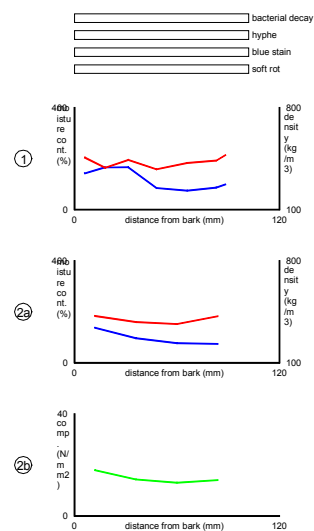 bacterial decay
hyphe
blue stain
soft rot
1
400
moistu
re
co
nt.
(%)
0
distance from bark (mm)
120
800
de
nsit
y
(kg
/m
3)
100
2a
400
mo
istu
re
co
nt.
(%)
0
distance from bark (mm)
120
800
de
nsit
y
(kg
/m
3)
100
2b
40
co
mp
.
(N/
m
m2
)
0
distance from bark (mm)
120